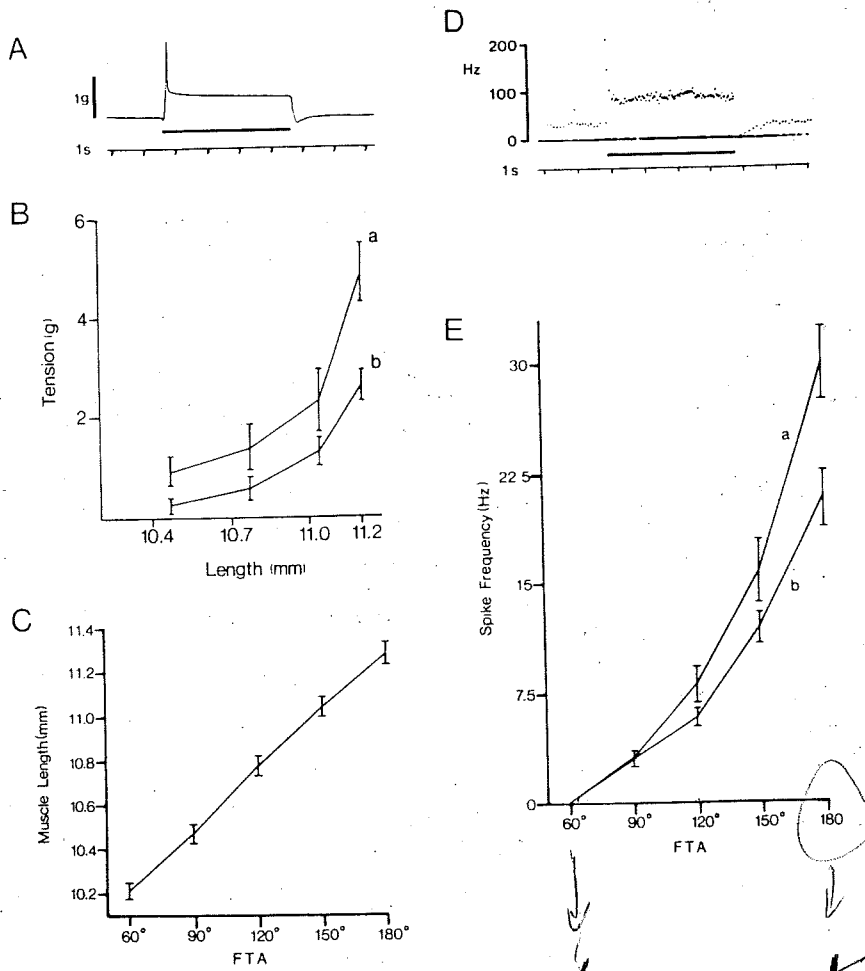 A
1g
1s
B
Tension (g)
6
4
2
a
b
10.4 10.7 11.0 11.2
Length (mm)
C
Muscle Length (mm)
11.4
11.2
11.0
10.8
10.6
10.4
10.2
60° 90° 120° 150° 180°
FTA
D
Hz
200
100
0
1s
E
Spike Frequency (Hz)
30
22 5
15
7.5
0
a
b
60° 90° 120° 150° 180
FTA